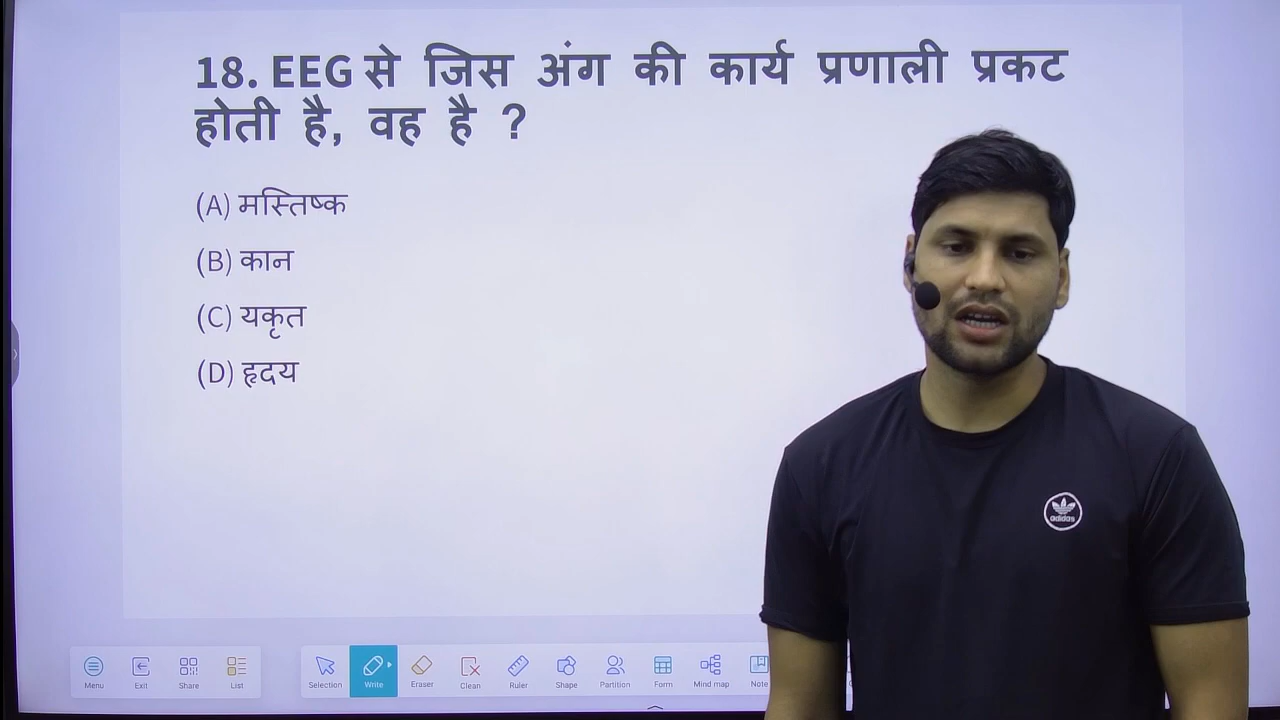 18. EEG से जिस अंग की कार्य प्रणाली प्रकट
होती है, वह है ?
(A) मस्तिष्क
(B) कान
(C) यकृत
(D) हृदय
adidas
Menu Exit Share List Selection Write Eraser Clean Ruler Shape Partition Form Mind map Note